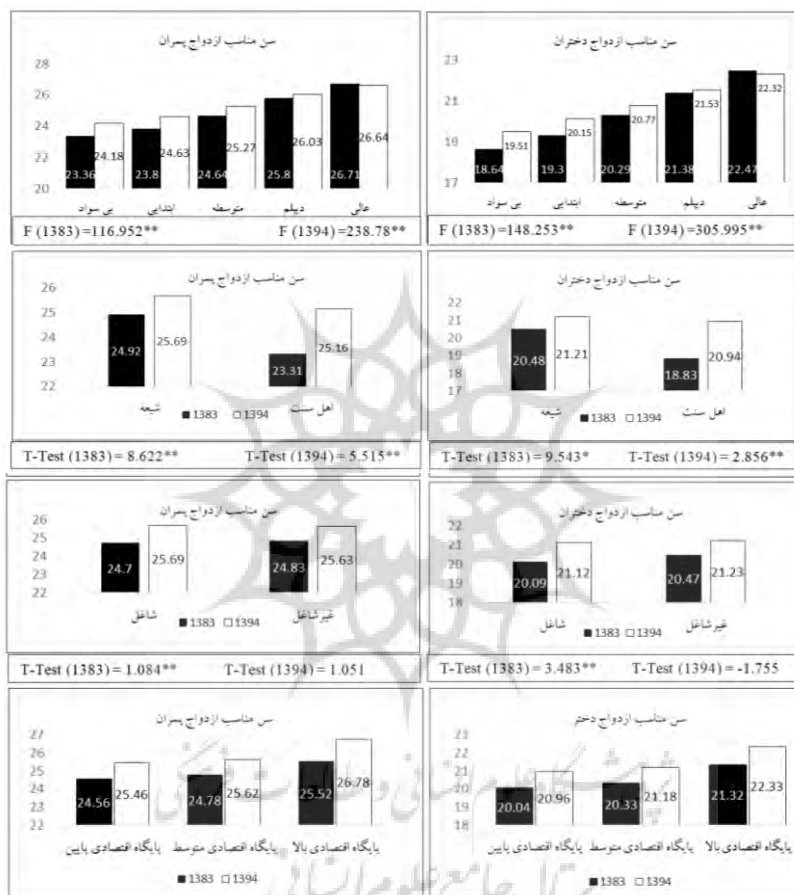 سن مناسب ازدواج پسران
28
26
24
22
20
23.36 24.18 23.8 24.63 24.64 25.27 25.8 26.03 26.71 26.64
بی سواد ابتدایی متوسطه دیپلم عالی
F (1383) =116.952** F (1394) =238.78**
سن مناسب ازدواج دختران
23
21
19
17
18.64 19.51 19.3 20.15 20.29 20.77 21.38 21.53 22.47 22.32
بی سواد ابتدایی متوسطه دیپلم عالی
F (1383) =148.253** F (1394) =305.995**
سن مناسب ازدواج پسران
26
25
24
23
22
24.92 25.69 23.31 25.16
شیعه اهل سنت
1383 1394
T-Test (1383) = 8.622** T-Test (1394) = 5.515**
سن مناسب ازدواج دختران
22
21
20
19
18
17
20.48 21.21 18.83 20.94
شیعه اهل سنت
1383 1394
T-Test (1383) = 9.543* T-Test (1394) = 2.856**
سن مناسب ازدواج پسران
26
25
24
23
22
24.7 25.69 24.83 25.63
شاغل غیرشاغل
1383 1394
T-Test (1383) = 1.084** T-Test (1394) = 1.051
سن مناسب ازدواج دختران
22
21
20
19
18
20.09 21.12 20.47 21.23
شاغل غیرشاغل
1383 1394
T-Test (1383) = 3.483** T-Test (1394) = -1.755
سن مناسب ازدواج پسران
27
26
25
24
23
22
24.56 25.46 24.78 25.62 25.52 26.78
پایگاه اقتصادی پایین پایگاه اقتصادی متوسط پایگاه اقتصادی بالا
1383 1394
سن مناسب ازدواج دختر
23
22
21
20
19
18
20.04 20.96 20.33 21.18 21.32 22.33
پایگاه اقتصادی پایین پایگاه اقتصادی متوسط پایگاه اقتصادی بالا
1383 1394
پژوهشگاه علوم انسانی و مطالعات فرهنگی
پرتال جامع علوم انسانی